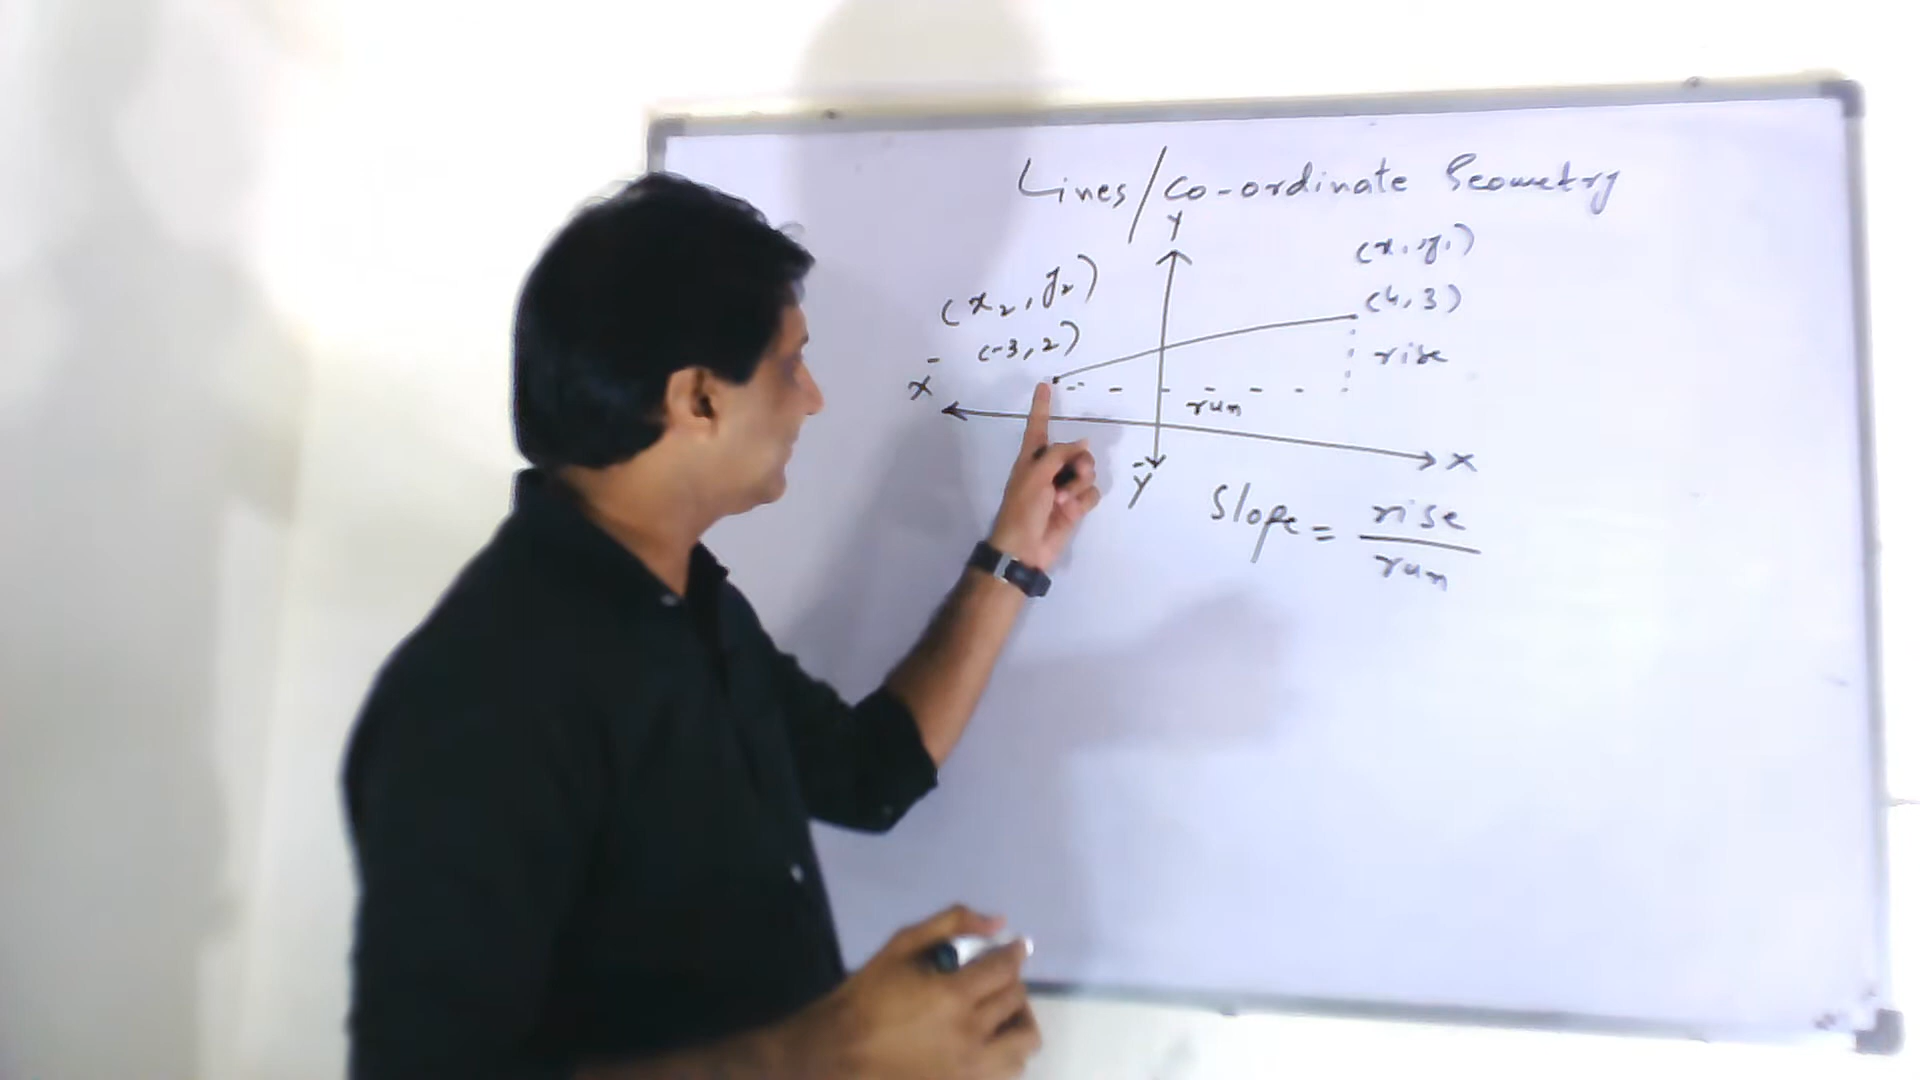 Lines/co-ordinate Geometry
Y
(x1, y1)
(x2, y2)
(4, 3)
(-3, 2)
rise
X̄
run
X
Ȳ
Slope = rise
run